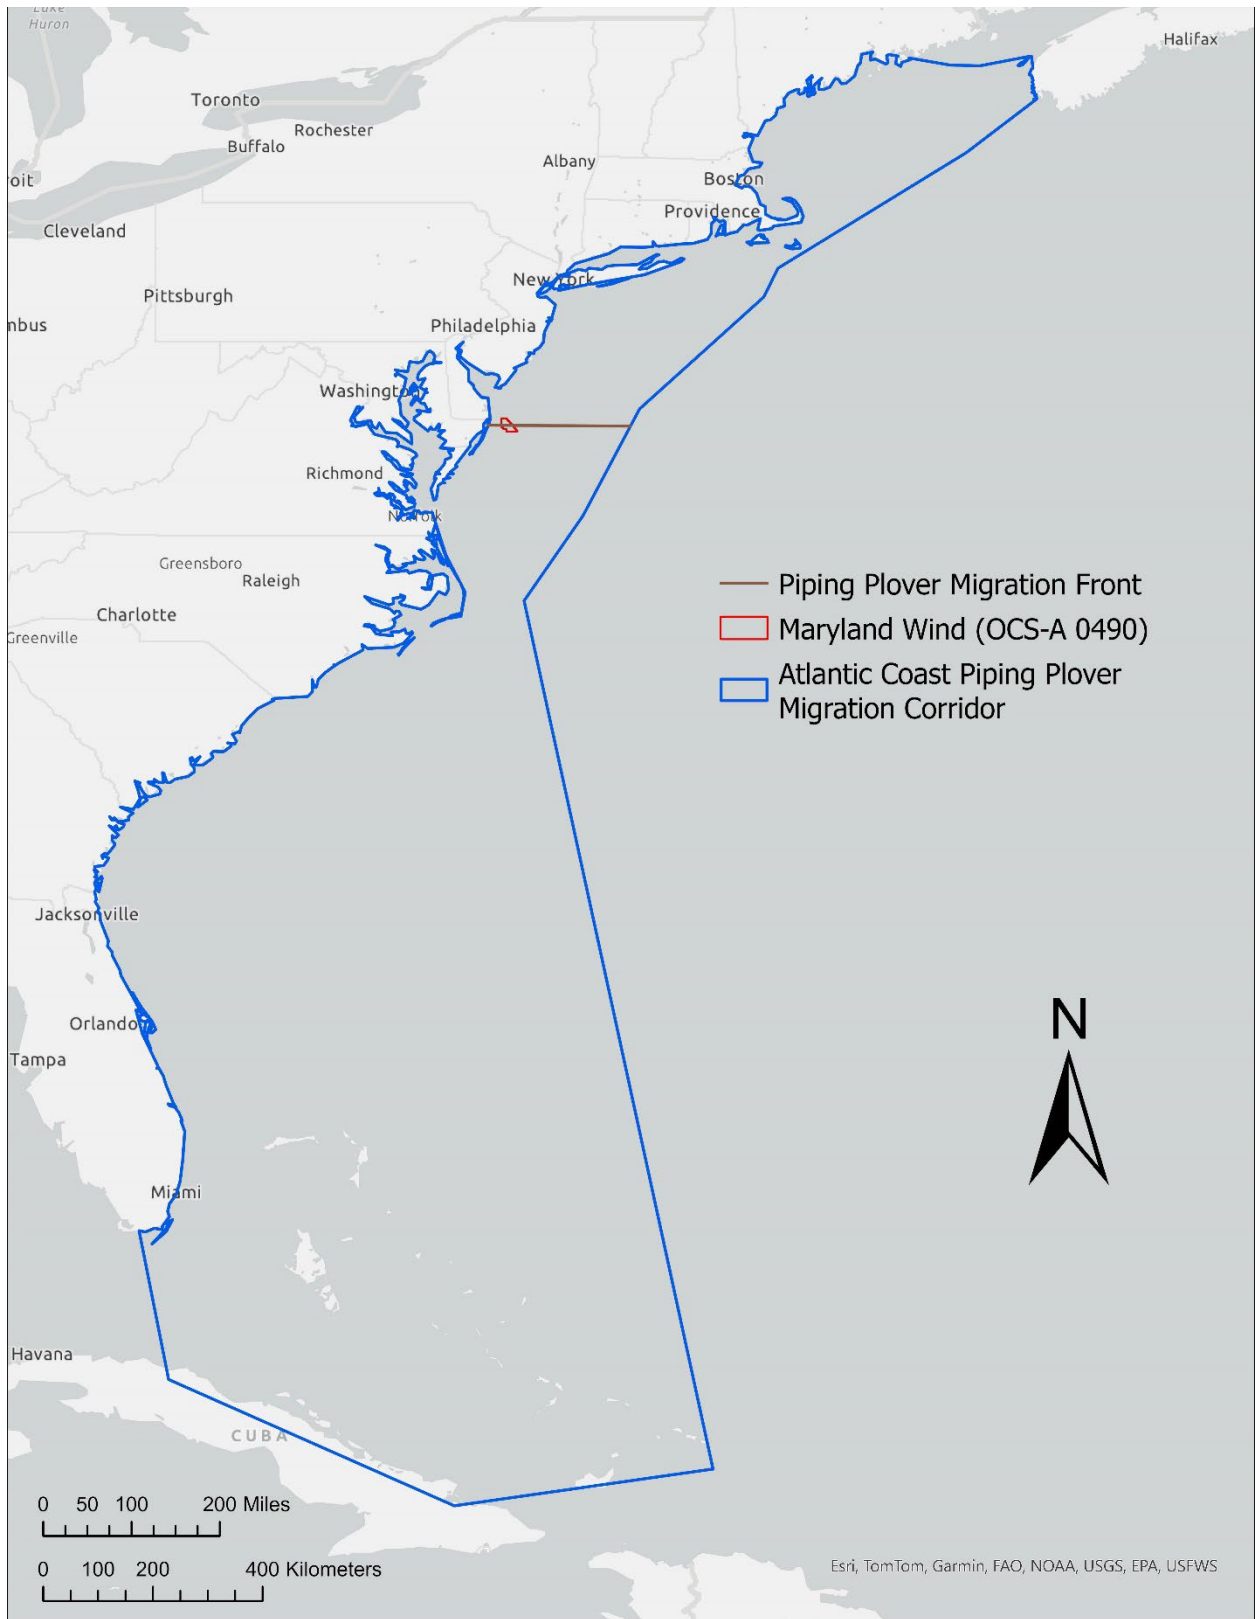 Lake
Huron
Halifax
Toronto
Rochester
Buffalo
Albany
roit
Boston
Cleveland
Providence
New York
Pittsburgh
mbus
Philadelphia
Washington
Richmond
Norfolk
Greensboro
Raleigh
Charlotte
Greenville
Piping Plover Migration Front
Maryland Wind (OCS-A 0490)
Atlantic Coast Piping Plover
Migration Corridor
Jacksonville
N
Orlando
Tampa
Miami
Havana
CUBA
0 50 100 200 Miles
0 100 200 400 Kilometers
Esri, TomTom, Garmin, FAO, NOAA, USGS, EPA, USFWS